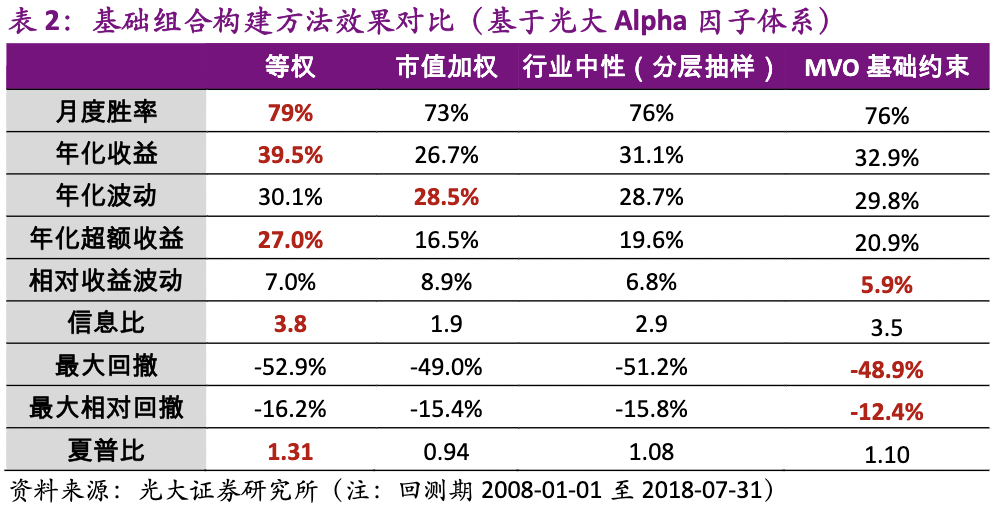 表 2：基础组合构建方法效果对比（基于光大 Alpha 因子体系）
等权 市值加权 行业中性（分层抽样） MVO 基础约束
月度胜率 79% 73% 76% 76%
年化收益 39.5% 26.7% 31.1% 32.9%
年化波动 30.1% 28.5% 28.7% 29.8%
年化超额收益 27.0% 16.5% 19.6% 20.9%
相对收益波动 7.0% 8.9% 6.8% 5.9%
信息比 3.8 1.9 2.9 3.5
最大回撤 -52.9% -49.0% -51.2% -48.9%
最大相对回撤 -16.2% -15.4% -15.8% -12.4%
夏普比 1.31 0.94 1.08 1.10
资料来源：光大证券研究所（注：回测期 2008-01-01 至 2018-07-31）